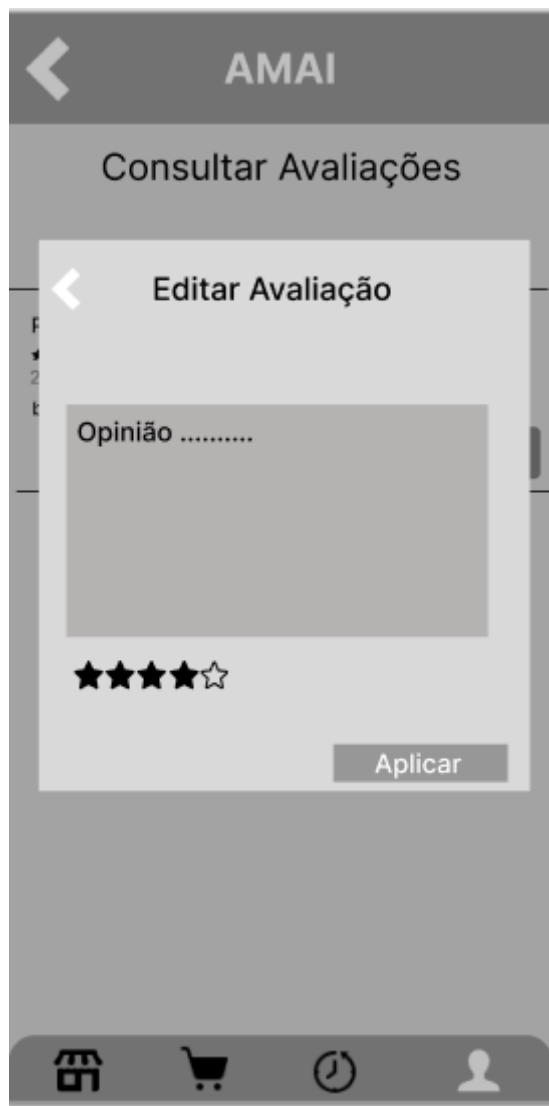 AMAI
Consultar Avaliações
Editar Avaliação
Opinião ..........
Aplicar